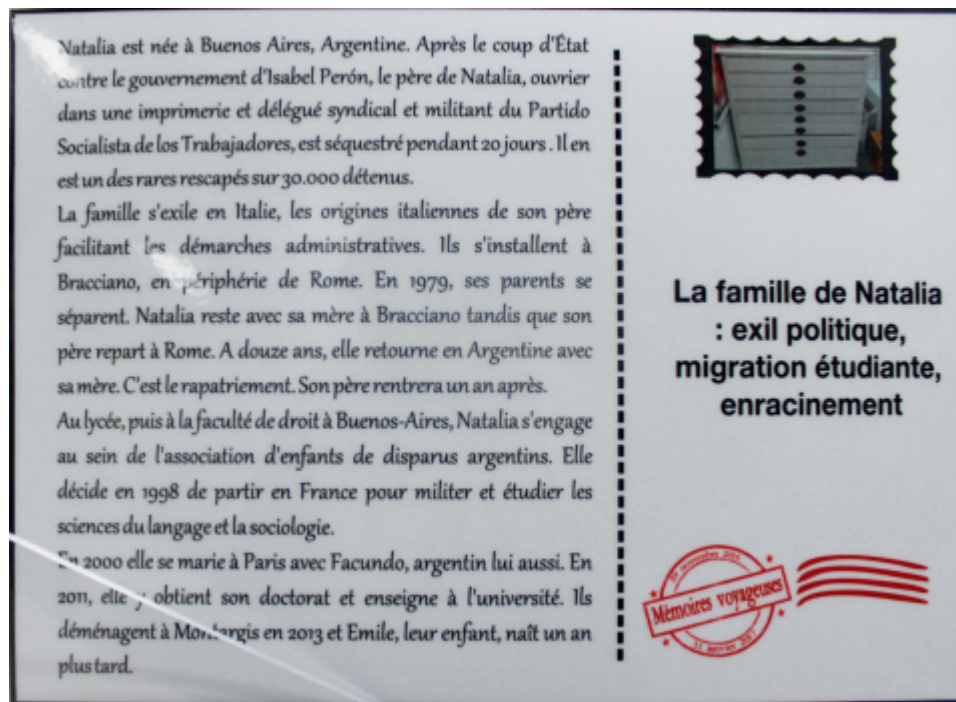 Natalia est née à Buenos Aires, Argentine. Après le coup d'État
contre le gouvernement d'Isabel Perón, le père de Natalia, ouvrier
dans une imprimerie et délégué syndical et militant du Partido
Socialista de los Trabajadores, est séquestré pendant 20 jours . Il en
est un des rares rescapés sur 30.000 détenus.
La famille s'exile en Italie, les origines italiennes de son père
facilitant les démarches administratives. Ils s'installent à
Bracciano, en périphérie de Rome. En 1979, ses parents se
séparent. Natalia reste avec sa mère à Bracciano tandis que son
père repart à Rome. A douze ans, elle retourne en Argentine avec
sa mère. C'est le rapatriement. Son père rentrera un an après.
Au lycée, puis à la faculté de droit à Buenos-Aires, Natalia s'engage
au sein de l'association d'enfants de disparus argentins. Elle
décide en 1998 de partir en France pour militer et étudier les
sciences du langage et la sociologie.
En 2000 elle se marie à Paris avec Facundo, argentin lui aussi. En
2011, elle y obtient son doctorat et enseigne à l'université. Ils
déménagent à Montargis en 2013 et Emile, leur enfant, naît un an
plus tard.
La famille de Natalia
: exil politique,
migration étudiante,
enracinement
Mémoires voyageuses